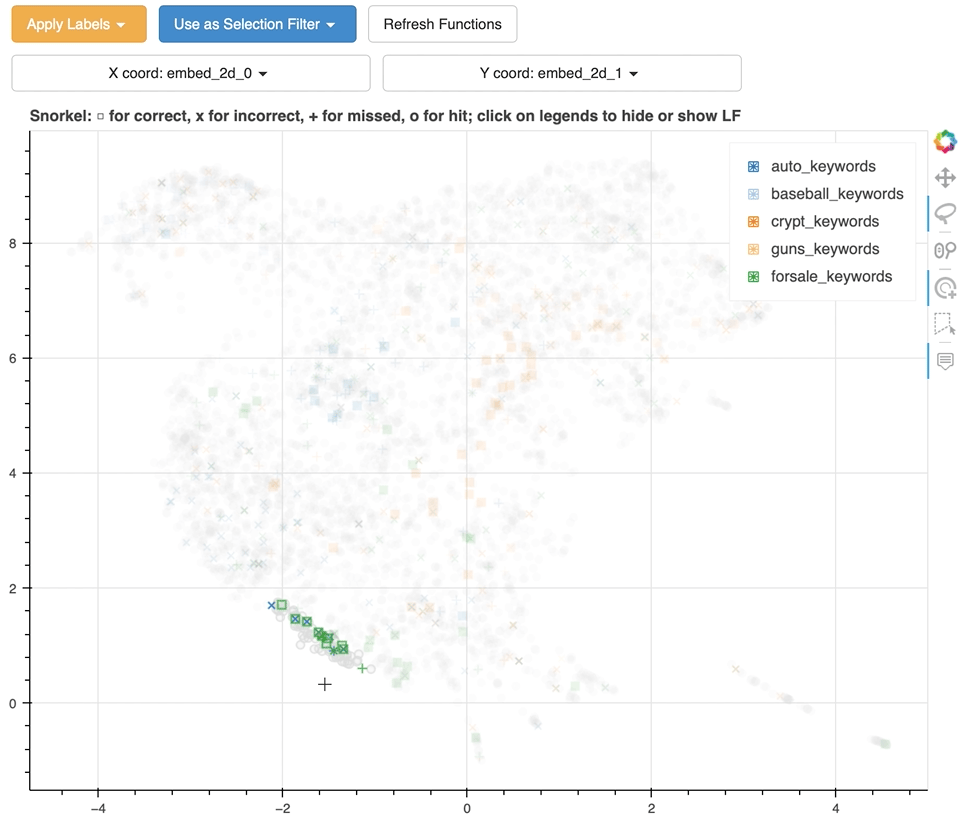 Apply Labels
Use as Selection Filter
Refresh Functions
X coord: embed_2d_0
Y coord: embed_2d_1
Snorkel: ▫ for correct, x for incorrect, + for missed, o for hit; click on legends to hide or show LF
auto_keywords
baseball_keywords
crypt_keywords
guns_keywords
forsale_keywords
8
6
4
2
0
−4
−2
0
2
4